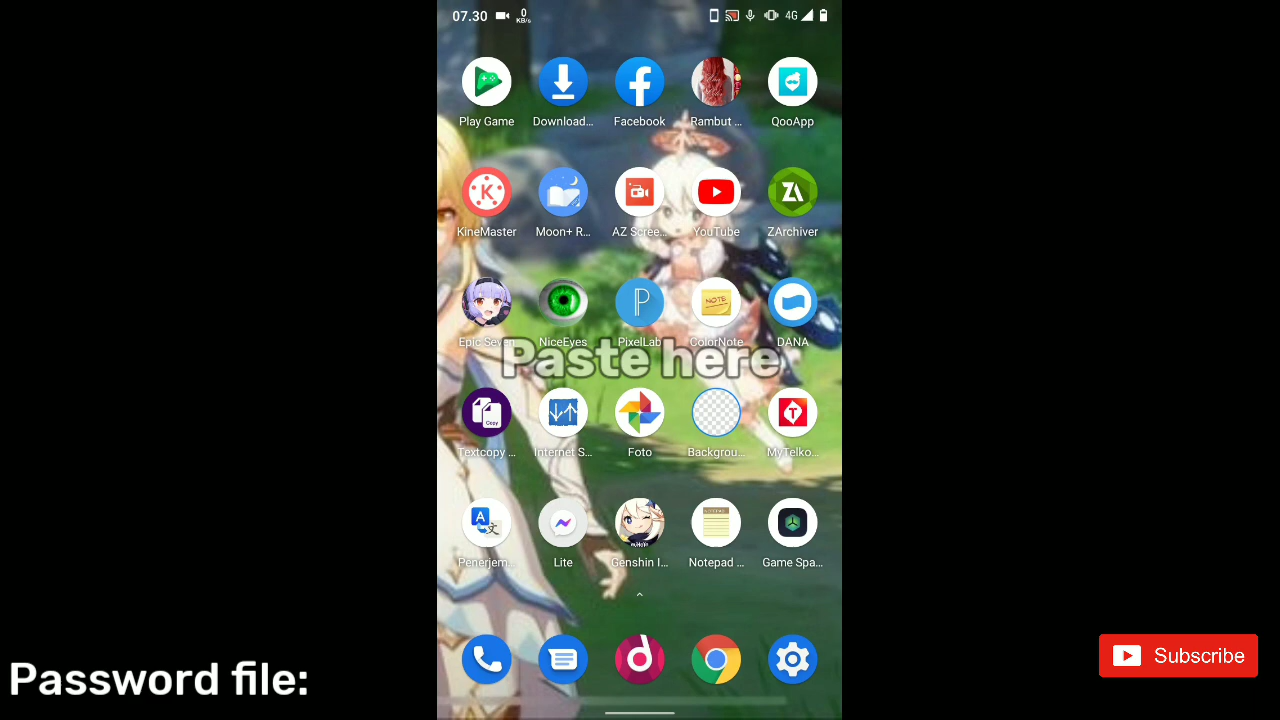 07.30 0 KB/s 4G
Play Game Download... Facebook Rambut ... QooApp
KineMaster Moon+ R... AZ Scree... YouTube ZArchiver
NOTE
Epic Seven NiceEyes PixelLab ColorNote DANA
Paste here
Copy T
Textcopy ... Internet S... Foto Backgrou... MyTelko...
Penerjem... Lite Genshin I... Notepad ... Game Spa...
Password file:
Subscribe